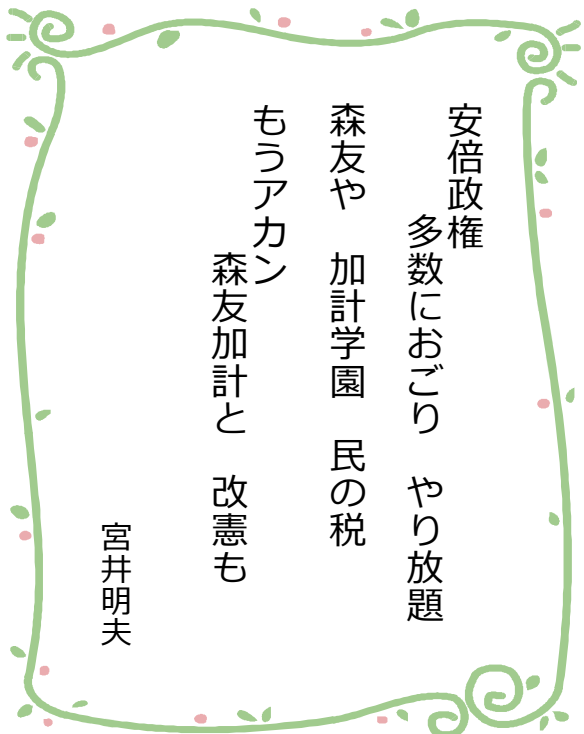 安倍政権
多数におごり　やり放題
森友や　加計学園　民の税
もうアカン
森友加計と　改憲も
宮井明夫